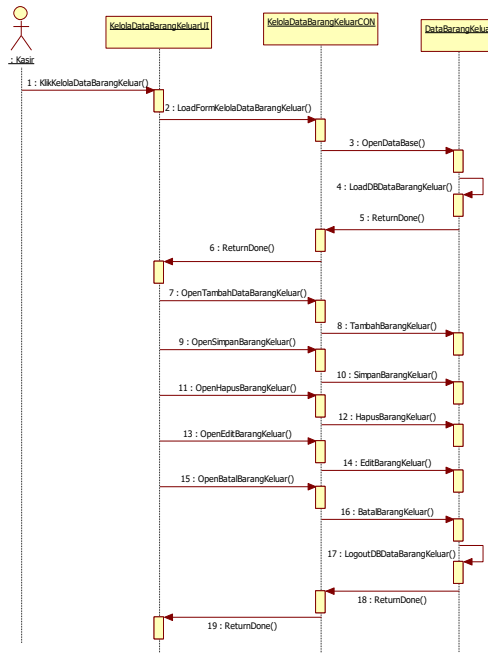 KelolaDataBarangKeluarUI
KelolaDataBarangKeluarCON
DataBarangKeluar
: Kasir
1 : KlikKelolaDataBarangKeluar()
2 : LoadFormKelolaDataBarangKeluar()
3 : OpenDataBase()
4 : LoadDBDataBarangKeluar()
5 : ReturnDone()
6 : ReturnDone()
7 : OpenTambahDataBarangKeluar()
8 : TambahBarangKeluar()
9 : OpenSimpanBarangKeluar()
10 : SimpanBarangKeluar()
11 : OpenHapusBarangKeluar()
12 : HapusBarangKeluar()
13 : OpenEditBarangKeluar()
14 : EditBarangKeluar()
15 : OpenBatalBarangKeluar()
16 : BatalBarangKeluar()
17 : LogoutDBDataBarangKeluar()
18 : ReturnDone()
19 : ReturnDone()